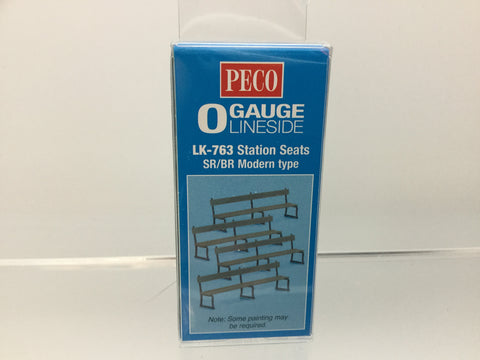 PECO
O GAUGE
LINESIDE
LK-763 Station Seats
SR/BR Modern type
Note: Some painting may
be required.